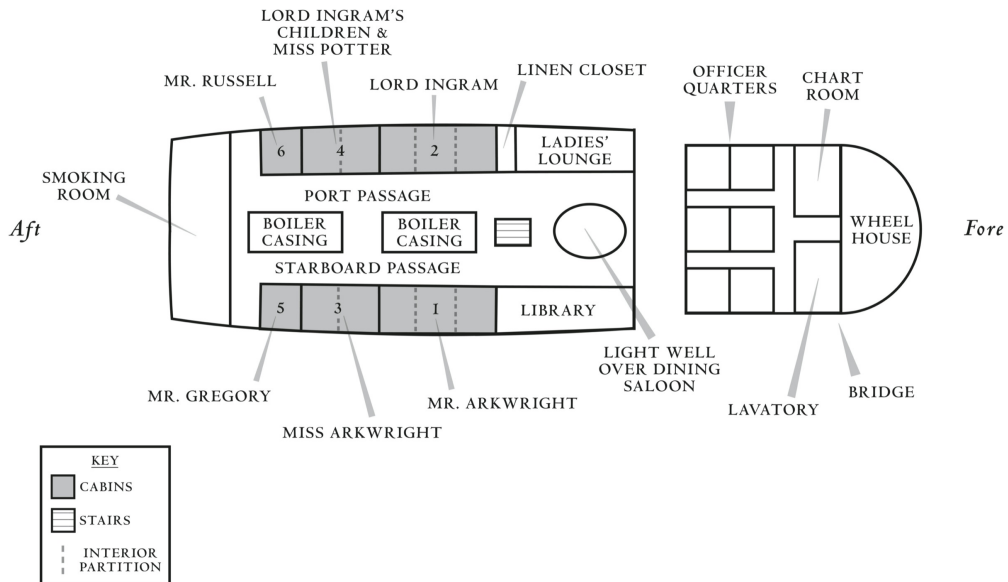 LORD INGRAM'S
CHILDREN &
MISS POTTER
MR. RUSSELL
LORD INGRAM
LINEN CLOSET
OFFICER
QUARTERS
CHART
ROOM
6
4
2
LADIES'
LOUNGE
SMOKING
ROOM
PORT PASSAGE
Aft
BOILER
CASING
BOILER
CASING
WHEEL
HOUSE
Fore
STARBOARD PASSAGE
5
3
1
LIBRARY
LIGHT WELL
OVER DINING
SALOON
MR. GREGORY
MR. ARKWRIGHT
MISS ARKWRIGHT
LAVATORY
BRIDGE
KEY
CABINS
STAIRS
INTERIOR
PARTITION